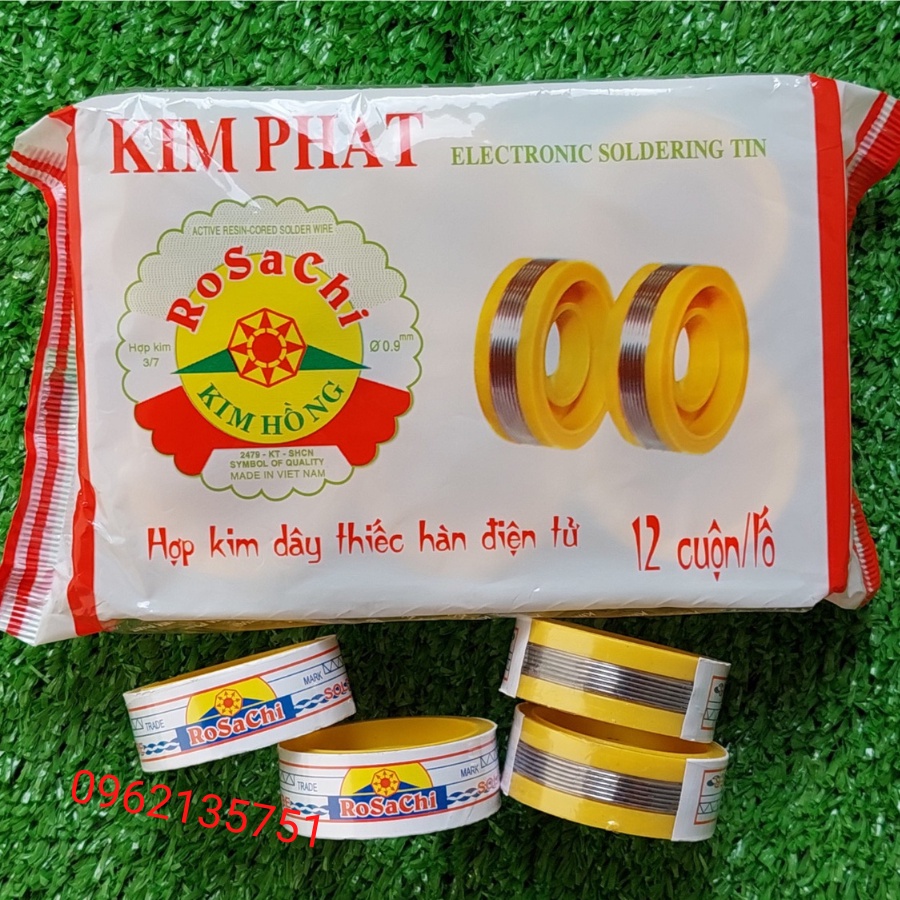 KIM PHAT
ELECTRONIC SOLDERING TIN
ACTIVE RESIN-CORED SOLDER WIRE
RoSaChi
Hợp kim
3/7
Ø 0.9 mm
KIM HỒNG
2479 - KT - SHCN
SYMBOL OF QUALITY
MADE IN VIET NAM
Hợp kim dây thiếc hàn điện tử
12 cuộn/lố
TRADE
RoSaChi
MARK
TRADE
RoSaChi
MARK
0962135751